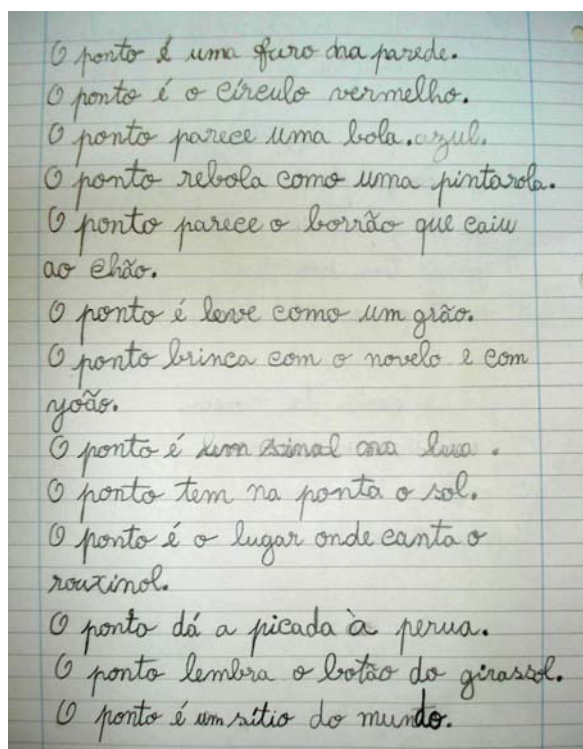 O ponto é uma furo na parede.
O ponto é o círculo vermelho.
O ponto parece uma bola. azul.
O ponto rebola como uma pintarola.
O ponto parece o borrão que caiu
ao chão.
O ponto é leve como um grão.
O ponto brinca com o novelo e com
João.
O ponto é um sinal na lua.
O ponto tem na ponta o sol.
O ponto é o lugar onde canta o
rouxinol.
O ponto dá a picada à perua.
O ponto lembra o botão do girassol.
O ponto é um sítio do mundo.